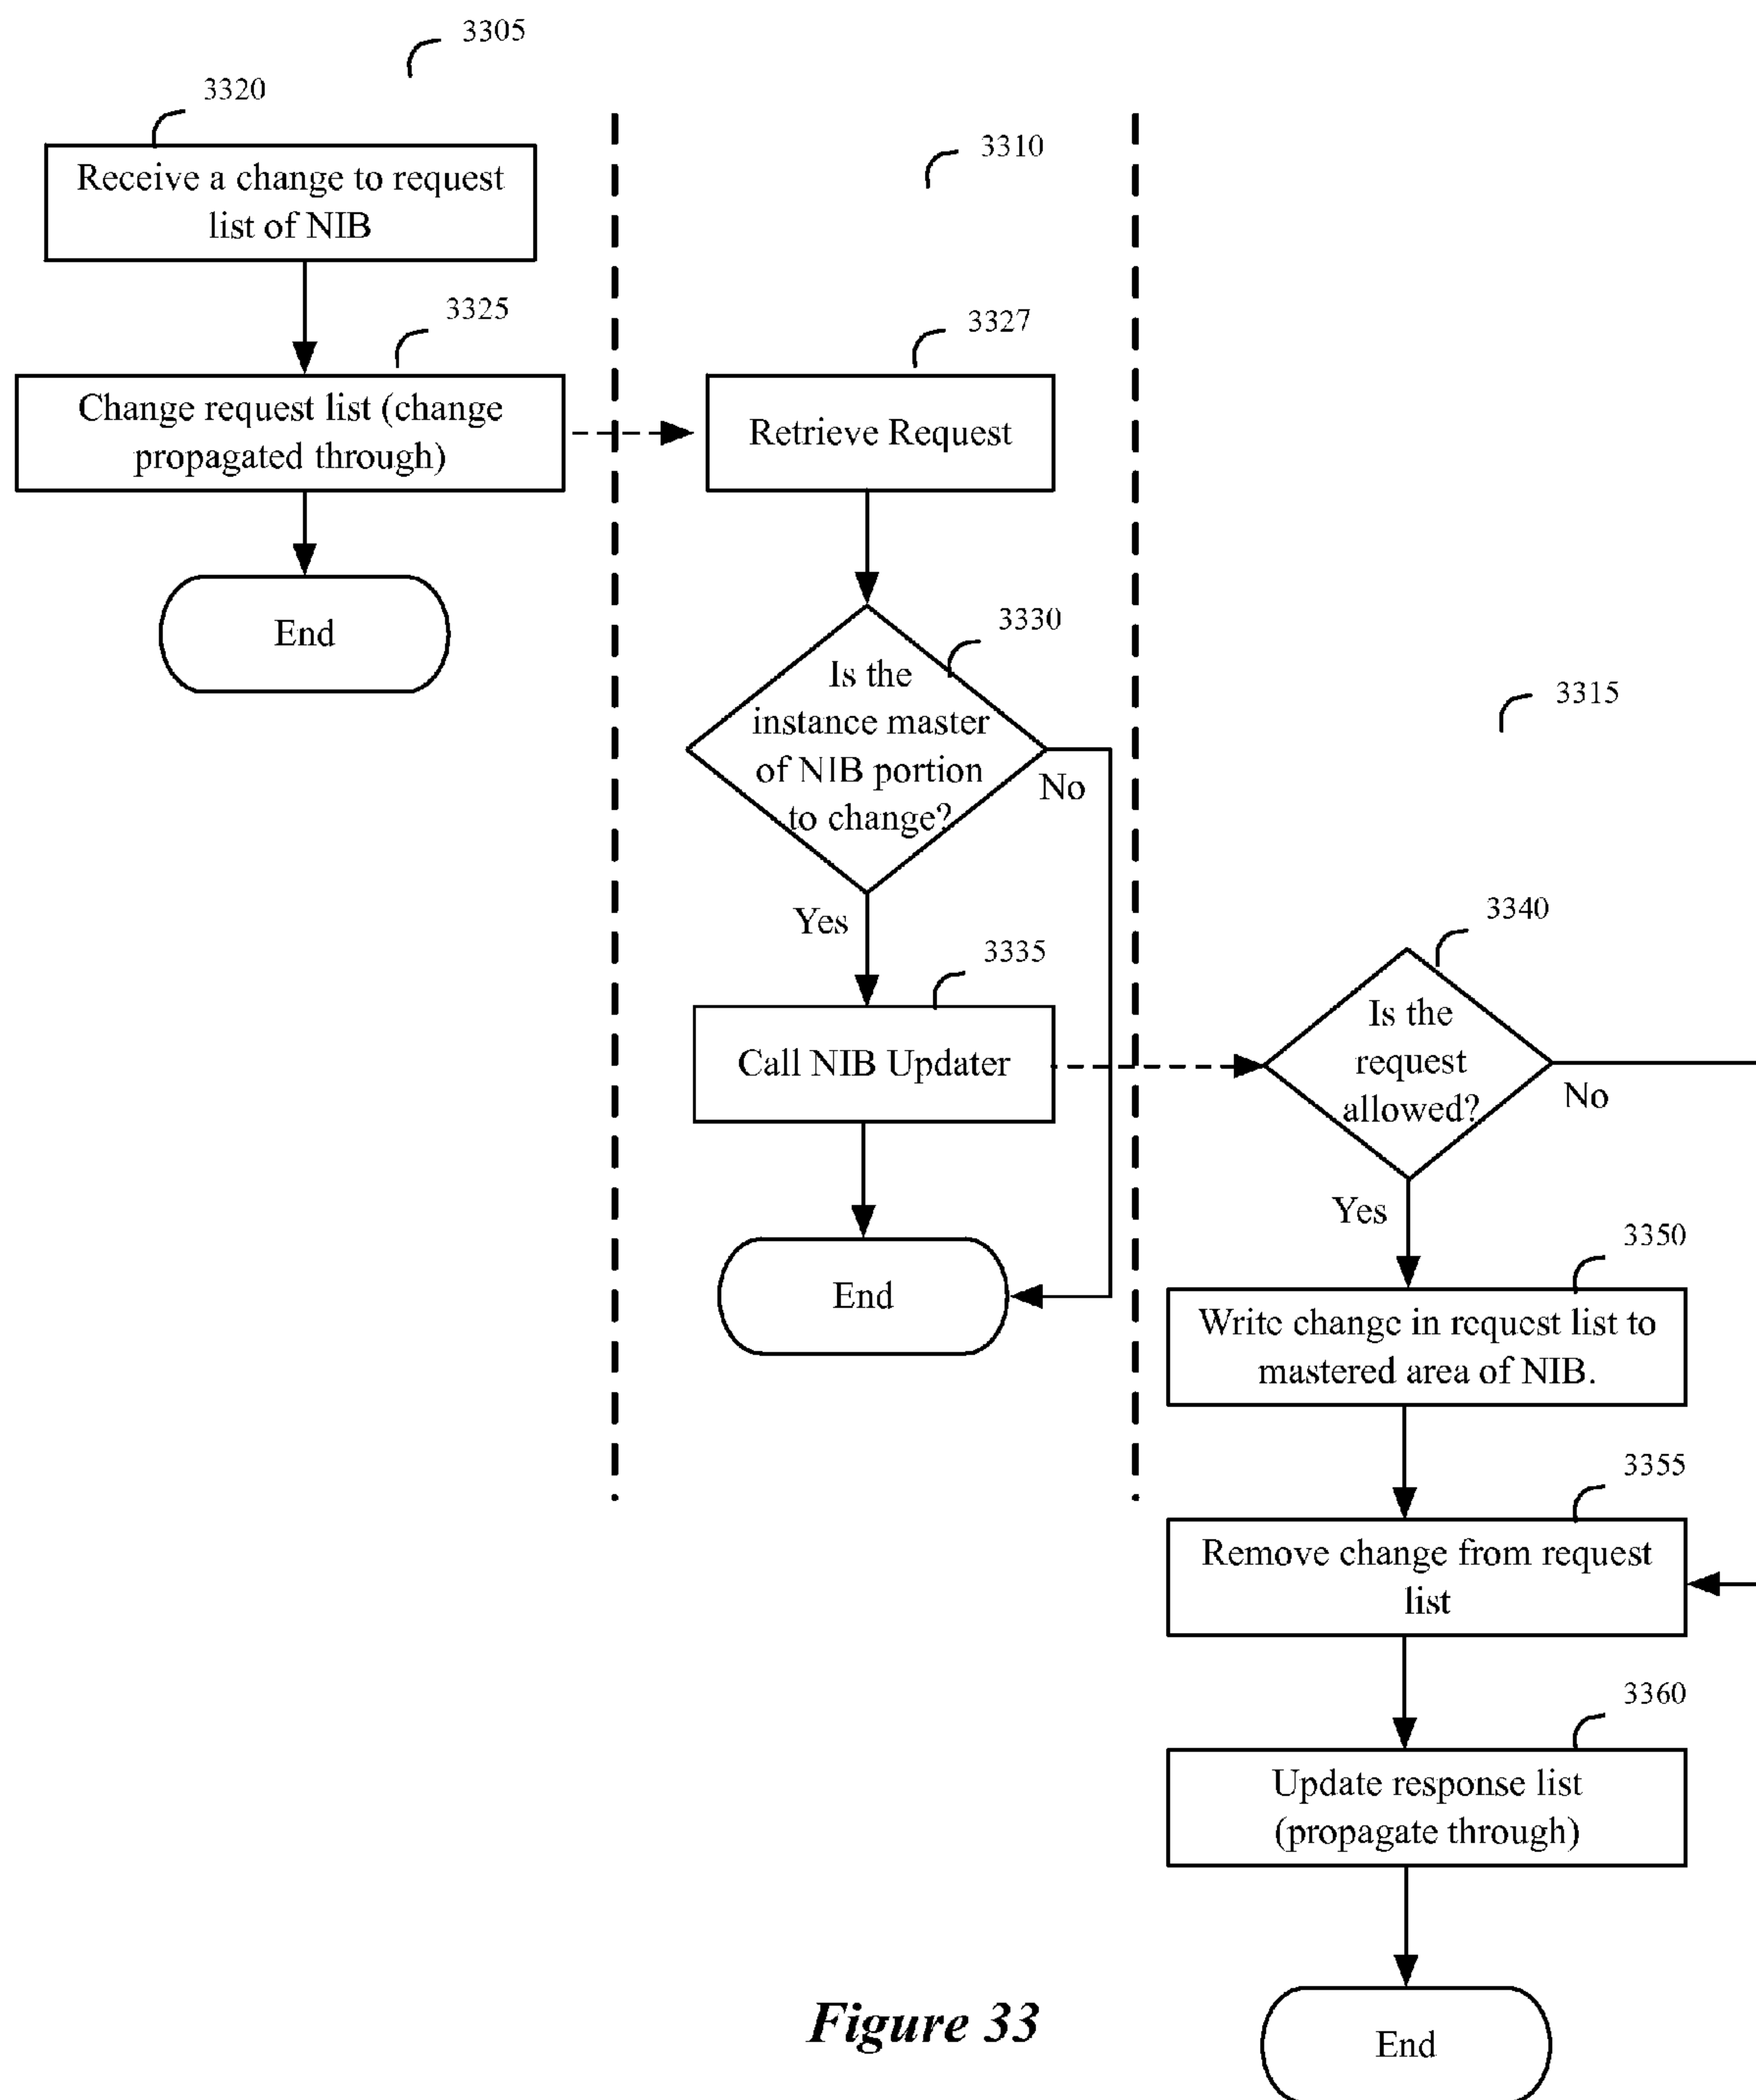 3305
3320
Receive a change to request
list of NIB
3325
Change request list (change
propagated through)
End
3310
3327
Retrieve Request
3330
Is the
instance master
of NIB portion
to change?
No
Yes
3335
Call NIB Updater
End
3315
3340
Is the
request
allowed?
No
Yes
3350
Write change in request list to
mastered area of NIB.
3355
Remove change from request
list
3360
Update response list
(propagate through)
End
Figure 33